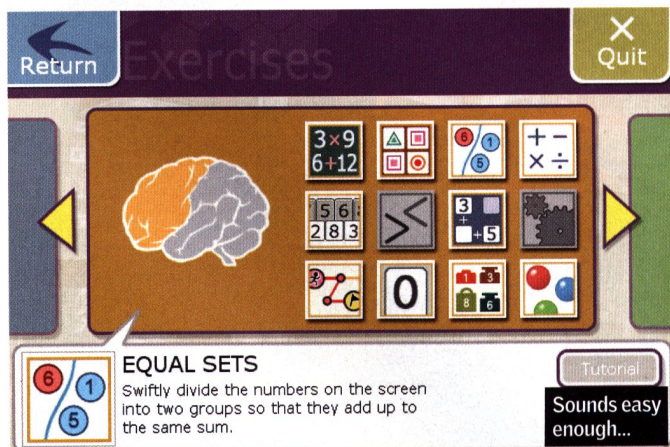 Return
Exercises
×
Quit
3×9
6+12
6
1
5
+ −
× ÷
5 6
2 8 3
3
+
+5
0
1 3
8 6
6
1
5
EQUAL SETS
Swiftly divide the numbers on the screen
into two groups so that they add up to
the same sum.
Tutorial
Sounds easy
enough...